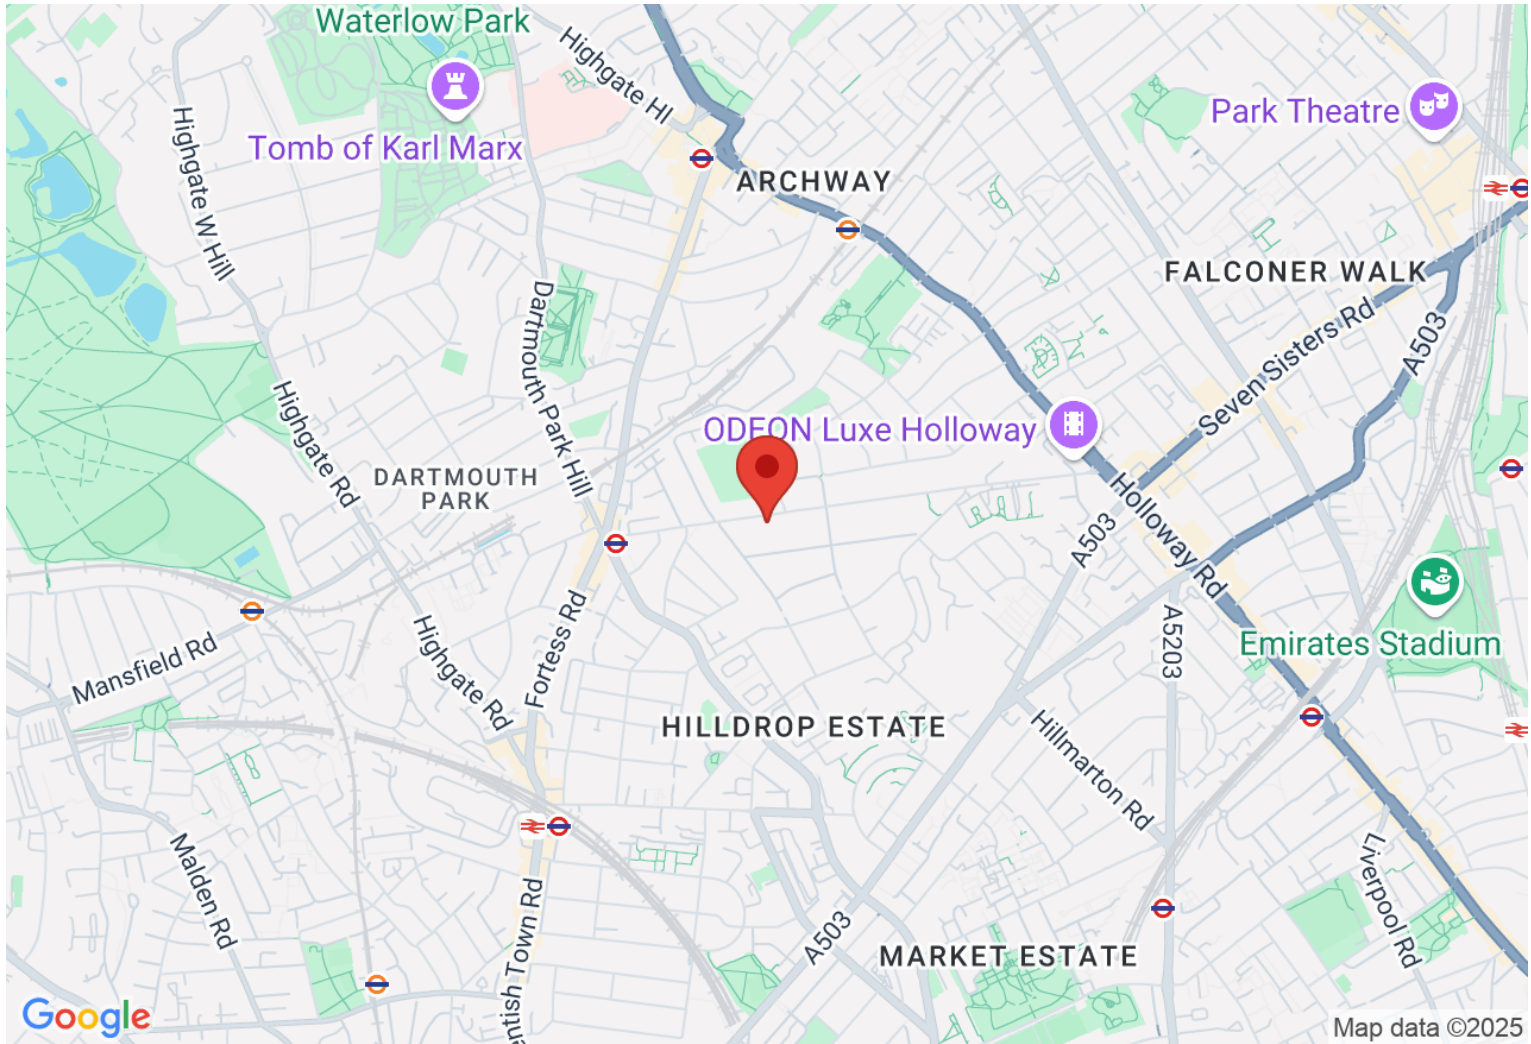 Waterlow Park
Highgate Hl
Tomb of Karl Marx
Highgate W Hill
ARCHWAY
Park Theatre
FALCONER WALK
Dartmouth Park Hill
Seven Sisters Rd
A503
ODEON Luxe Holloway
Highgate Rd
DARTMOUTH
PARK
Holloway Rd
A503
Fortess Rd
A5203
Emirates Stadium
Mansfield Rd
Highgate Rd
HILLDROP ESTATE
Hillmarton Rd
Malden Rd
Liverpool Rd
A503
MARKET ESTATE
ntish Town Rd
Google
Map data ©2025